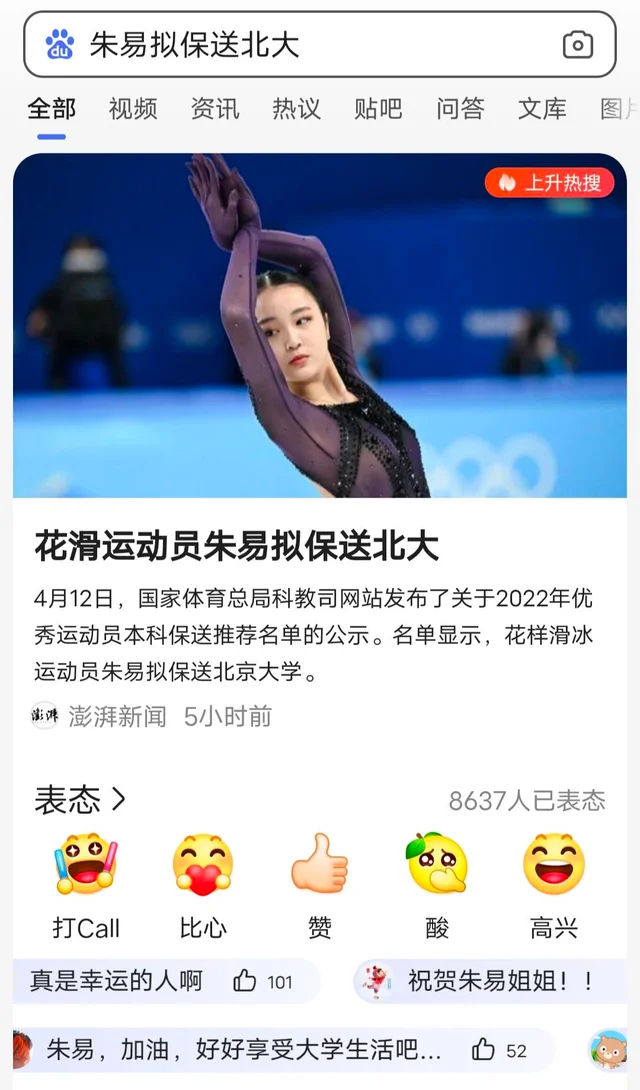 du 朱易拟保送北大
全部 视频 资讯 热议 贴吧 问答 文库
上升热搜
花滑运动员朱易拟保送北大
4月12日，国家体育总局科教司网站发布了关于2022年优
秀运动员本科保送推荐名单的公示。名单显示，花样滑冰
运动员朱易拟保送北京大学。
澎湃 澎湃新闻 5小时前
表态 8637人已表态
打Call 比心 赞 酸 高兴
真是幸运的人啊 101 祝贺朱易姐姐！！
朱易，加油，好好享受大学生活吧... 52